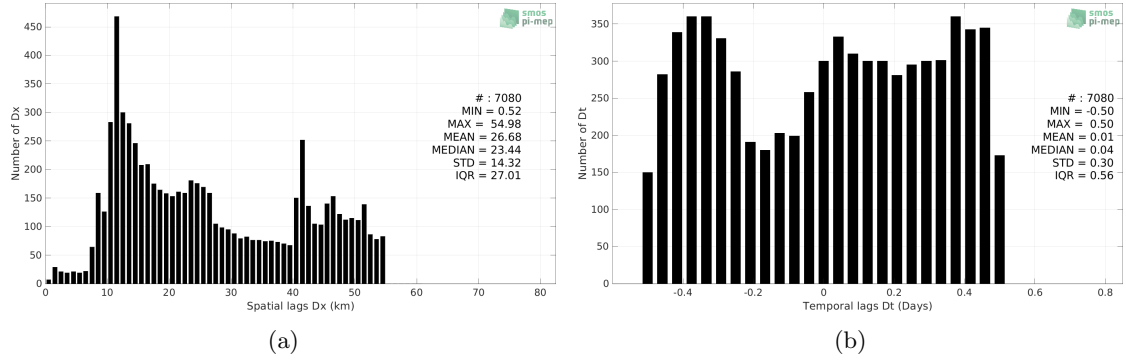 smos
pi-mep
450
400
350
300
250
200
150
100
50
0
Number of Dx
# : 7080
MIN = 0.52
MAX = 54.98
MEAN = 26.68
MEDIAN = 23.44
STD = 14.32
IQR = 27.01
0 10 20 30 40 50 60 70 80
Spatial lags Dx (km)
(a)
smos
pi-mep
350
300
250
200
150
100
50
0
Number of Dt
# : 7080
MIN = -0.50
MAX = 0.50
MEAN = 0.01
MEDIAN = 0.04
STD = 0.30
IQR = 0.56
-0.4 -0.2 0 0.2 0.4 0.6 0.8
Temporal lags Dt (Days)
(b)